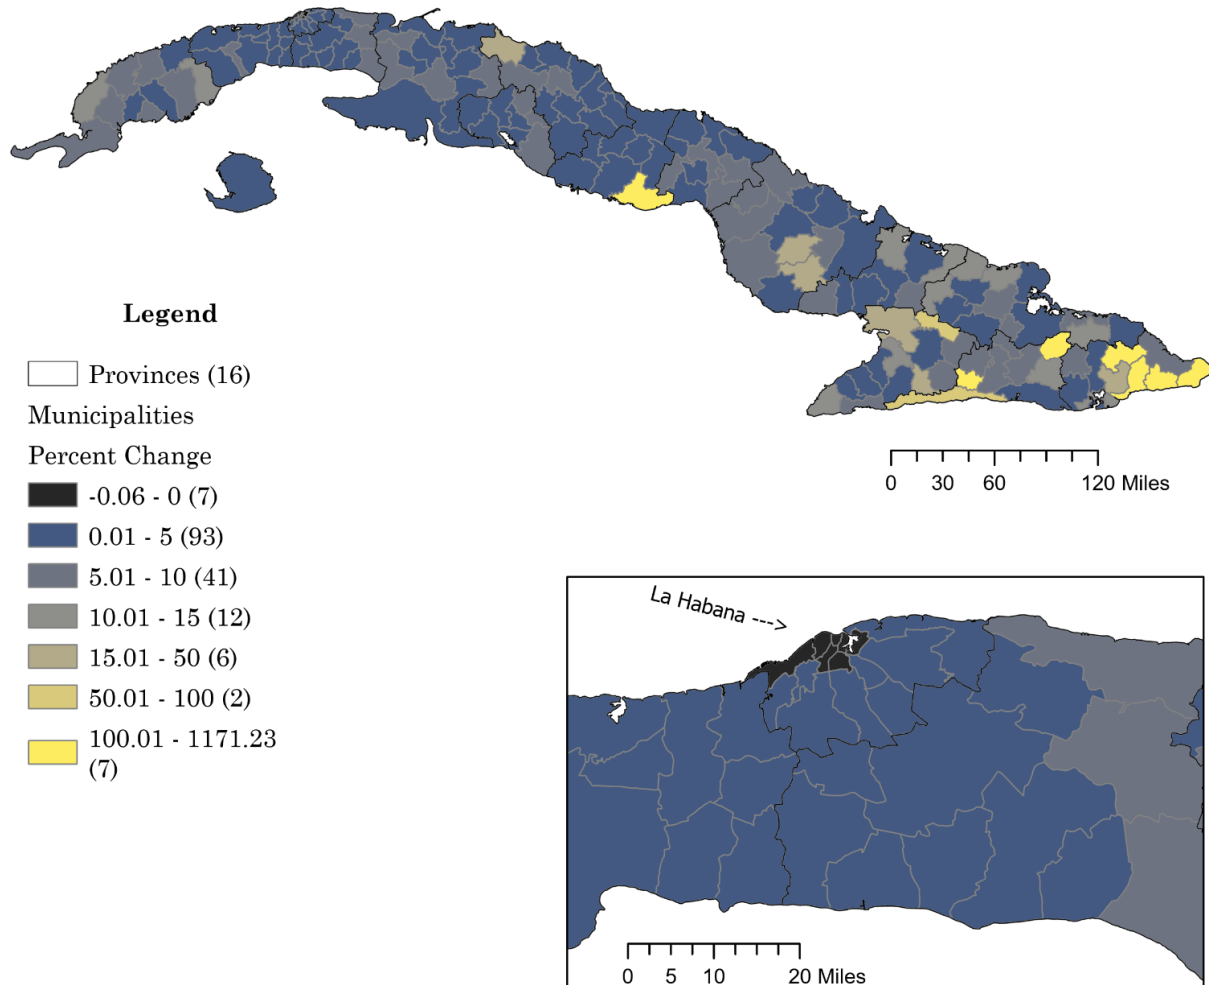 Legend
Provinces (16)
Municipalities
Percent Change
-0.06 - 0 (7)
0.01 - 5 (93)
5.01 - 10 (41)
10.01 - 15 (12)
15.01 - 50 (6)
50.01 - 100 (2)
100.01 - 1171.23
(7)
0 30 60 120 Miles
La Habana --->
0 5 10 20 Miles